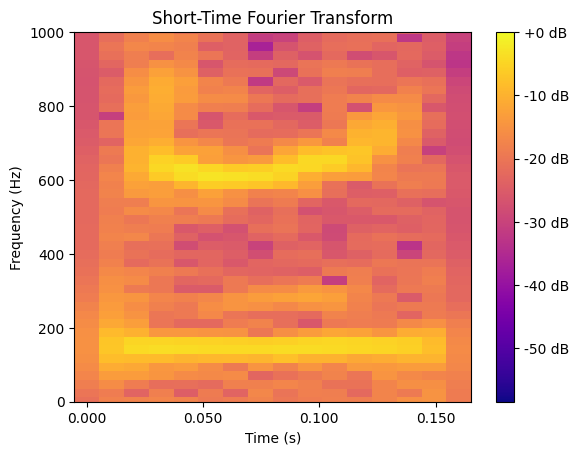 Short-Time Fourier Transform
Frequency (Hz)
1000
800
600
400
200
0
0.000
0.050
0.100
0.150
Time (s)
+0 dB
-10 dB
-20 dB
-30 dB
-40 dB
-50 dB